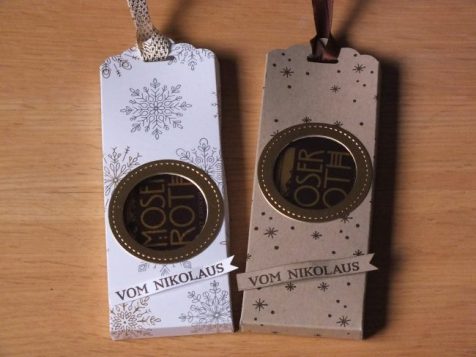 MOSER
ROTH
VOM NIKOLAUS
OSER
OTH
VOM NIKOLAUS